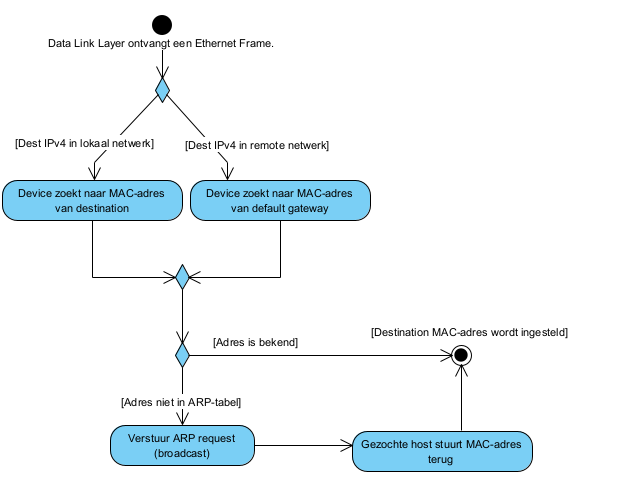 Data Link Layer ontvangt een Ethernet Frame.
[Dest IPv4 in lokaal netwerk]
[Dest IPv4 in remote netwerk]
Device zoekt naar MAC-adres
van destination
Device zoekt naar MAC-adres
van default gateway
[Destination MAC-adres wordt ingesteld]
[Adres is bekend]
[Adres niet in ARP-tabel]
Verstuur ARP request
(broadcast)
Gezochte host stuurt MAC-adres
terug